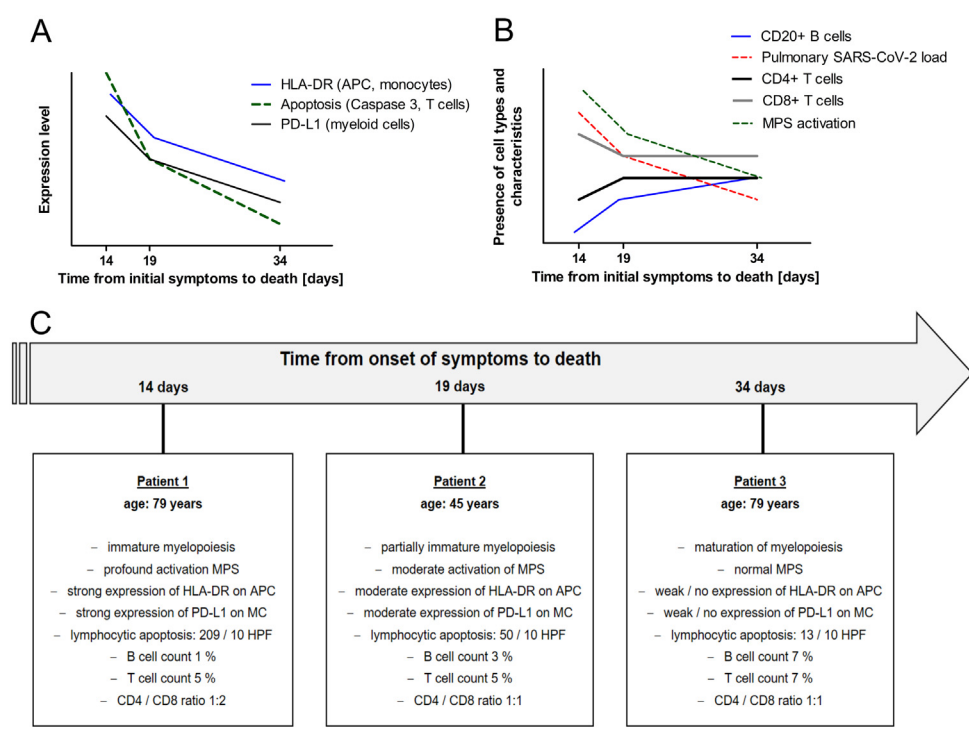 A
HLA-DR (APC, monocytes)
Apoptosis (Caspase 3, T cells)
PD-L1 (myeloid cells)
Expression level
14 19 34
Time from initial symptoms to death [days]
B
CD20+ B cells
Pulmonary SARS-CoV-2 load
CD4+ T cells
CD8+ T cells
MPS activation
Presence of cell types and
characteristics
14 19 34
Time from initial symptoms to death [days]
C
Time from onset of symptoms to death
14 days 19 days 34 days
Patient 1
age: 79 years
– immature myelopoiesis
– profound activation MPS
– strong expression of HLA-DR on APC
– strong expression of PD-L1 on MC
– lymphocytic apoptosis: 209 / 10 HPF
– B cell count 1 %
– T cell count 5 %
– CD4 / CD8 ratio 1:2
Patient 2
age: 45 years
– partially immature myelopoiesis
– moderate activation of MPS
– moderate expression of HLA-DR on APC
– moderate expression of PD-L1 on MC
– lymphocytic apoptosis: 50 / 10 HPF
– B cell count 3 %
– T cell count 5 %
– CD4 / CD8 ratio 1:1
Patient 3
age: 79 years
– maturation of myelopoiesis
– normal MPS
– weak / no expression of HLA-DR on APC
– weak / no expression of PD-L1 on MC
– lymphocytic apoptosis: 13 / 10 HPF
– B cell count 7 %
– T cell count 7 %
– CD4 / CD8 ratio 1:1